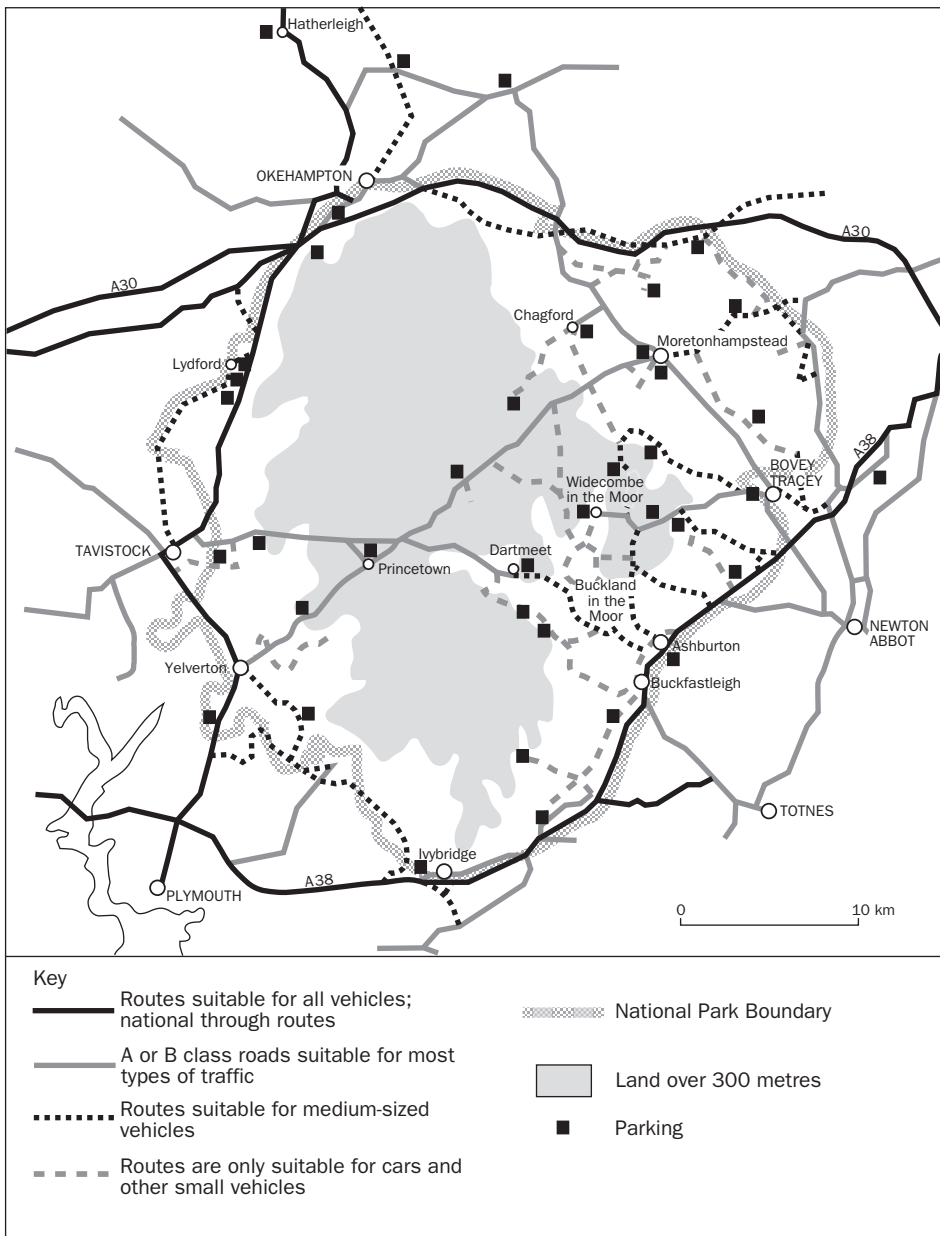 Hatherleigh
OKEHAMPTON
A30
A30
Chagford
Moretonhampstead
Lydford
A38
BOVEY
TRACEY
Widecombe
in the Moor
TAVISTOCK
Dartmeet
Princetown
Buckland
in the
Moor
NEWTON
ABBOT
Ashburton
Yelverton
Buckfastleigh
TOTNES
Ivybridge
A38
PLYMOUTH
0 10 km
Key
Routes suitable for all vehicles;
national through routes
A or B class roads suitable for most
types of traffic
Routes suitable for medium-sized
vehicles
Routes are only suitable for cars and
other small vehicles
National Park Boundary
Land over 300 metres
Parking